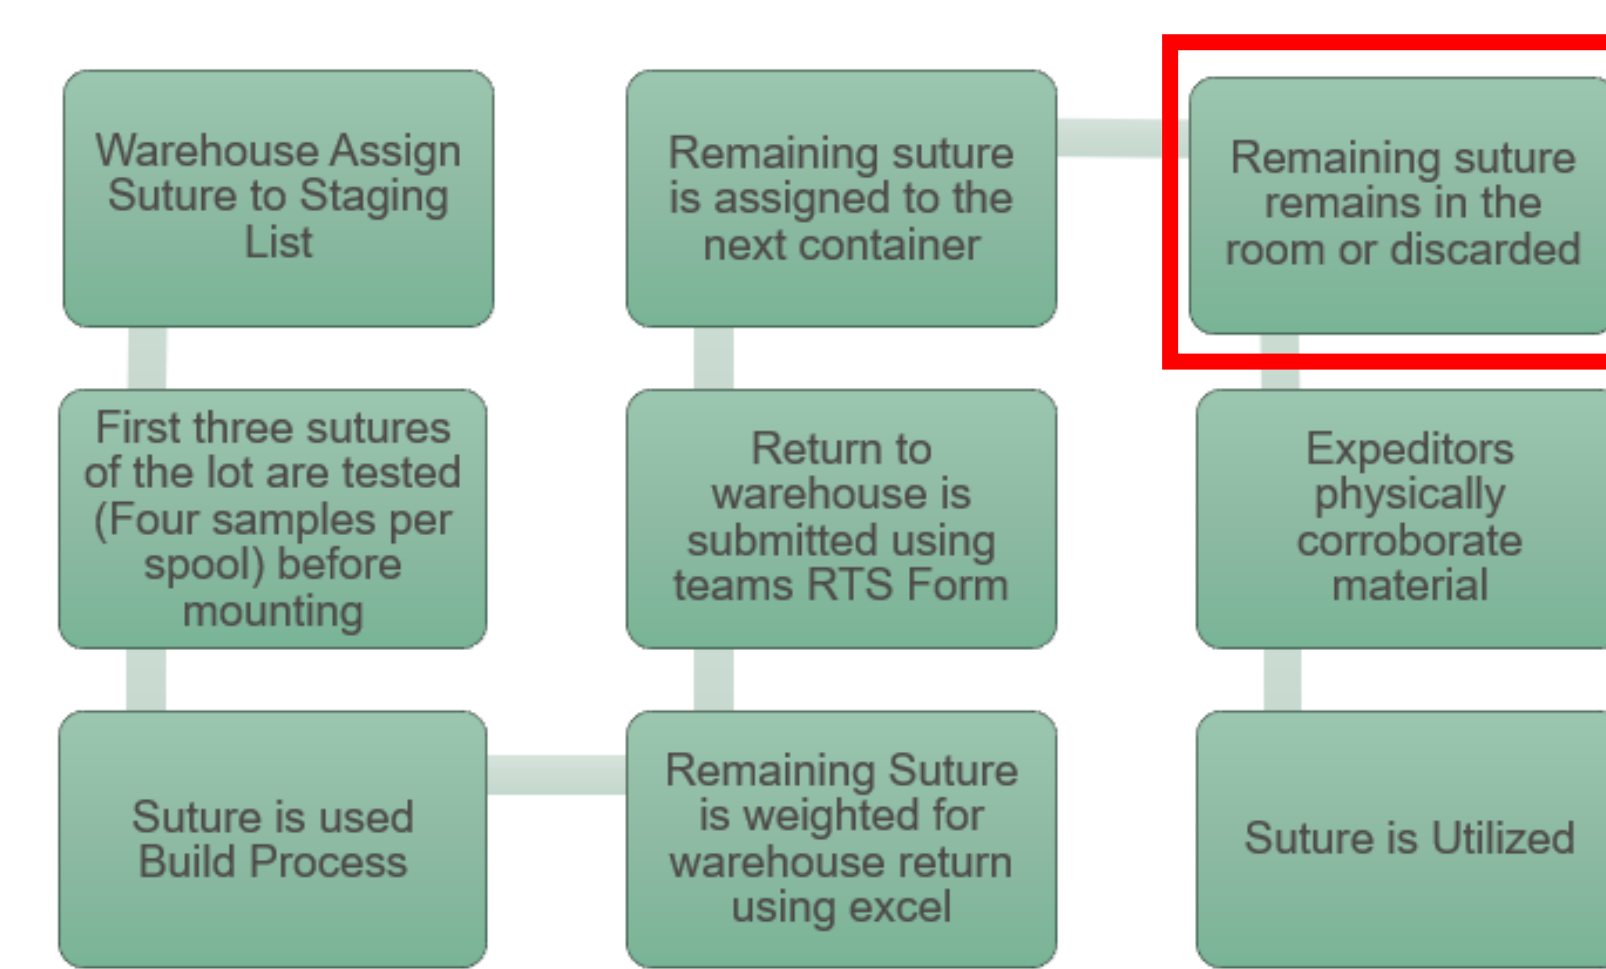 Warehouse Assign
Suture to Staging
List
First three sutures
of the lot are tested
(Four samples per
spool) before
mounting
Suture is used
Build Process
Remaining Suture
is weighted for
warehouse return
using excel
Return to
warehouse is
submitted using
teams RTS Form
Remaining suture
is assigned to the
next container
Remaining suture
remains in the
room or discarded
Expeditors
physically
corroborate
material
Suture is Utilized